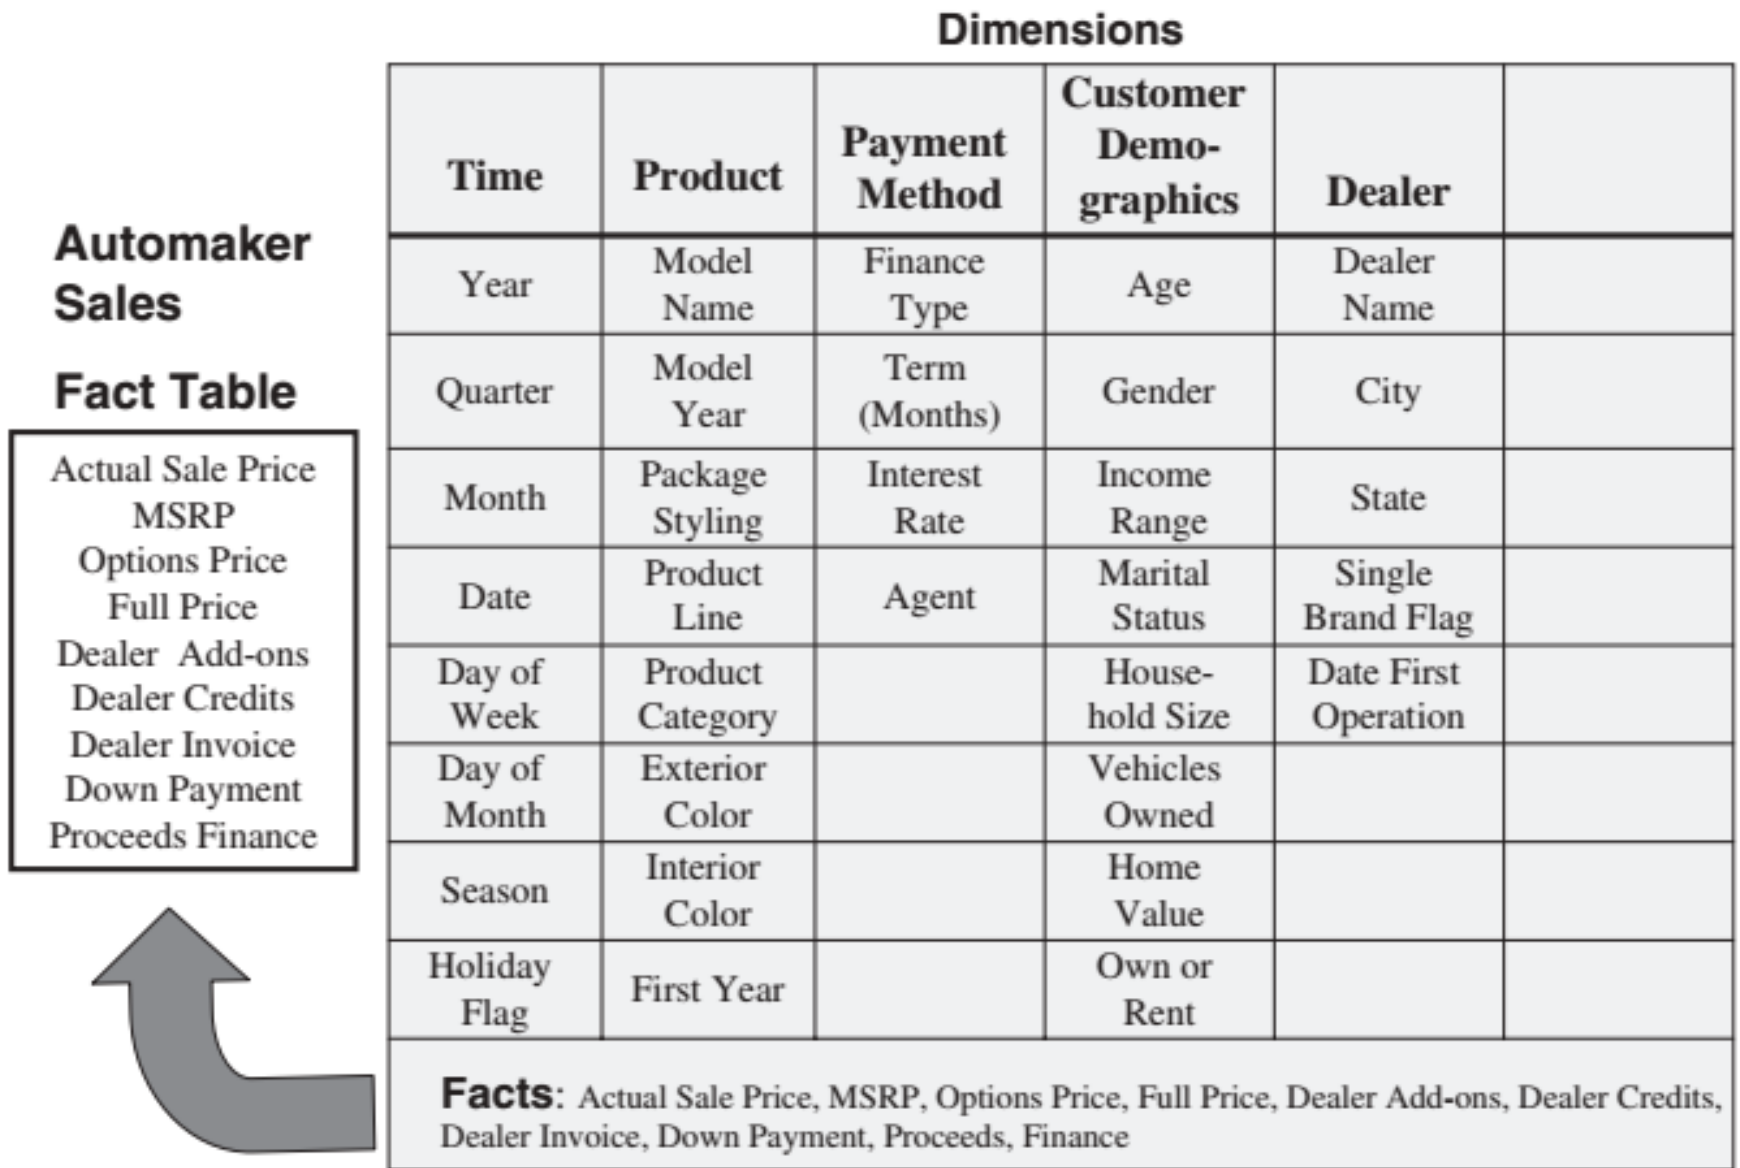 Dimensions
Automaker
Sales
Fact Table
Actual Sale Price
MSRP
Options Price
Full Price
Dealer Add-ons
Dealer Credits
Dealer Invoice
Down Payment
Proceeds Finance
Time
Product
Payment
Method
Customer
Demo-
graphics
Dealer
Year
Model
Name
Finance
Type
Age
Dealer
Name
Quarter
Model
Year
Term
(Months)
Gender
City
Month
Package
Styling
Interest
Rate
Income
Range
State
Date
Product
Line
Agent
Marital
Status
Single
Brand Flag
Day of
Week
Product
Category
House-
hold Size
Date First
Operation
Day of
Month
Exterior
Color
Vehicles
Owned
Season
Interior
Color
Home
Value
Holiday
Flag
First Year
Own or
Rent
Facts: Actual Sale Price, MSRP, Options Price, Full Price, Dealer Add-ons, Dealer Credits,
Dealer Invoice, Down Payment, Proceeds, Finance